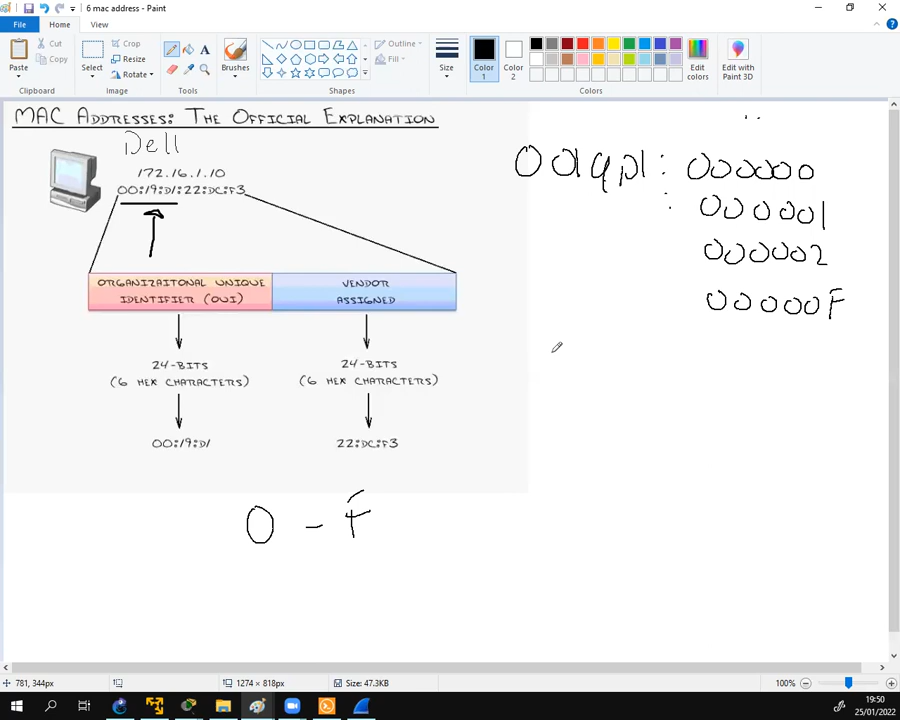 6 mac address - Paint
File
Home
View
Paste
Cut
Copy
Clipboard
Select
Crop
Resize
Rotate
Image
Tools
Brushes
Shapes
Outline
Fill
Size
Color 1
Color 2
Colors
Edit colors
Edit with Paint 3D
MAC ADDRESSES: THE OFFICIAL EXPLANATION
Dell
172.16.1.10
00:19:D1:22:DC:F3
ORGANIZAITONAL UNIQUE
IDENTIFIER (OUI)
VENDOR
ASSIGNED
24-BITS
(6 HEX CHARACTERS)
24-BITS
(6 HEX CHARACTERS)
00:19:D1
22:DC:F3
0 - F
0019D1: 000000
: 000001
000002
00000F
781, 344px
1274 × 818px
Size: 47.3KB
100%
19:50
25/01/2022